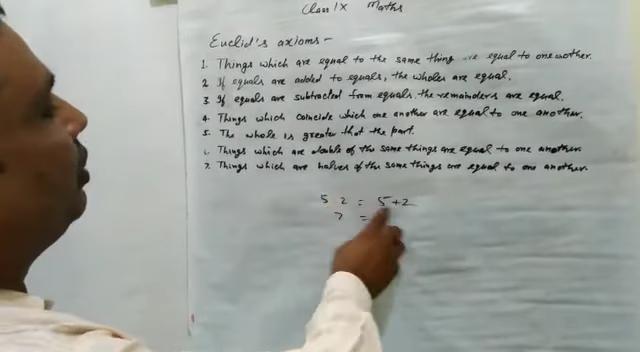 Class IX Maths
Euclid's axioms -
1. Things which are equal to the same thing are equal to one another.
2 If equals are added to equals, the wholes are equal.
3 If equals are subtracted from equals, the remainders are equal.
4. Things which coincide which one another are equal to one another.
5. The whole is greater that the part.
6. Things which are double of the same things are equal to one another
7. Things which are halves of the same things are equal to one another
5 2 = 5+2
7 =